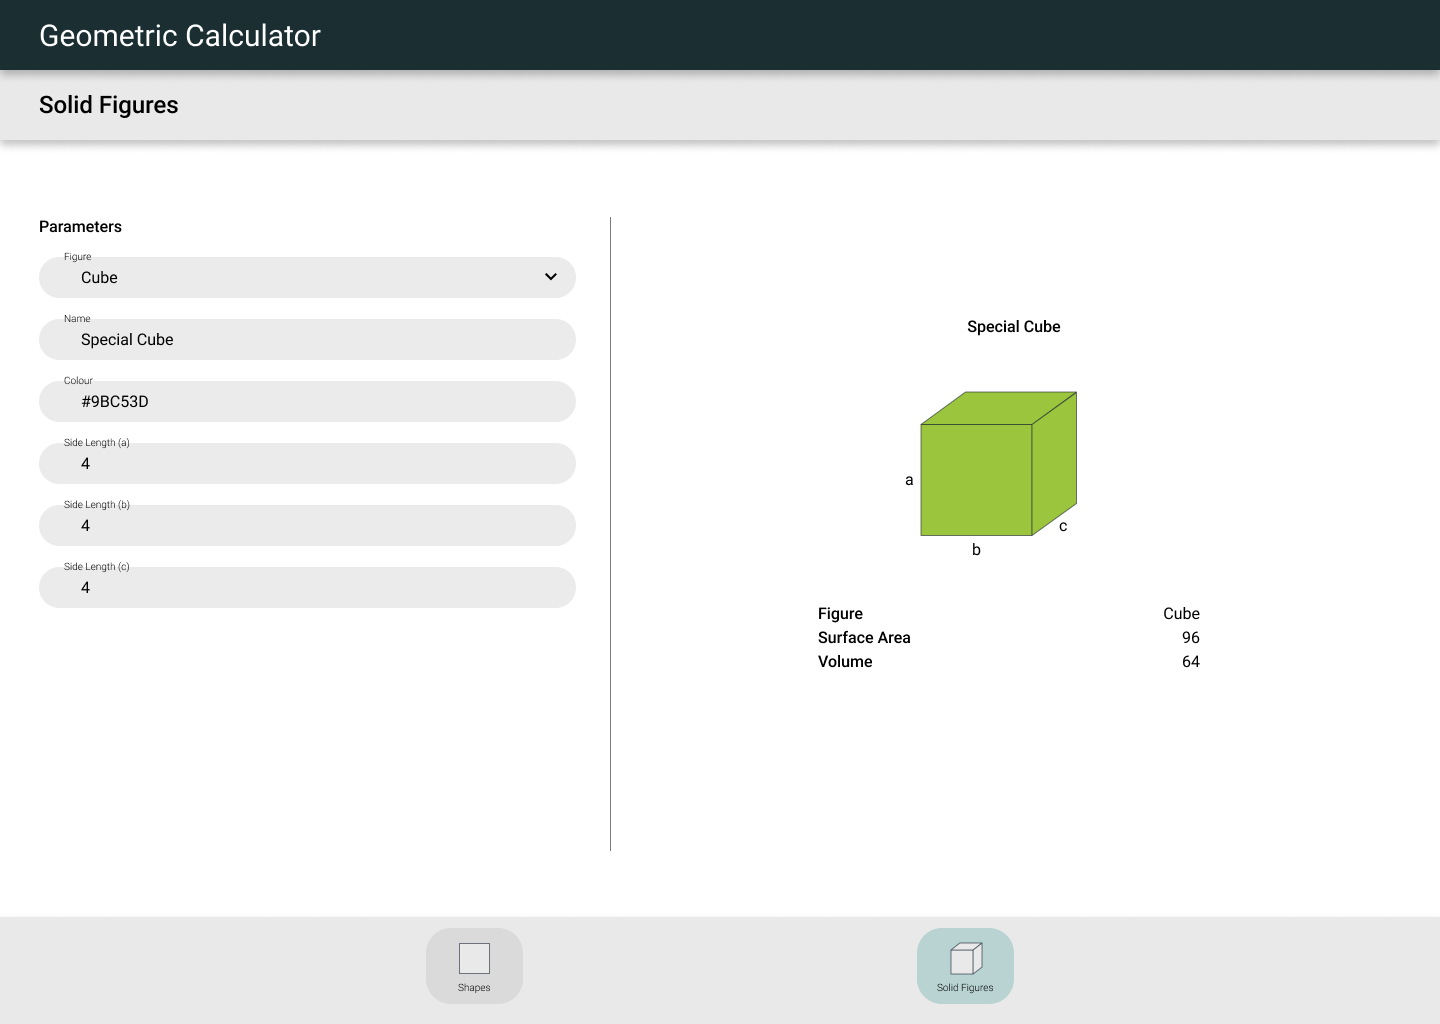 Geometric Calculator
Solid Figures
Parameters
Figure
Cube
Name
Special Cube
Colour
#9BC53D
Side Length (a)
4
Side Length (b)
4
Side Length (c)
4
Special Cube
a
c
b
Figure Cube
Surface Area 96
Volume 64
Shapes
Solid Figures